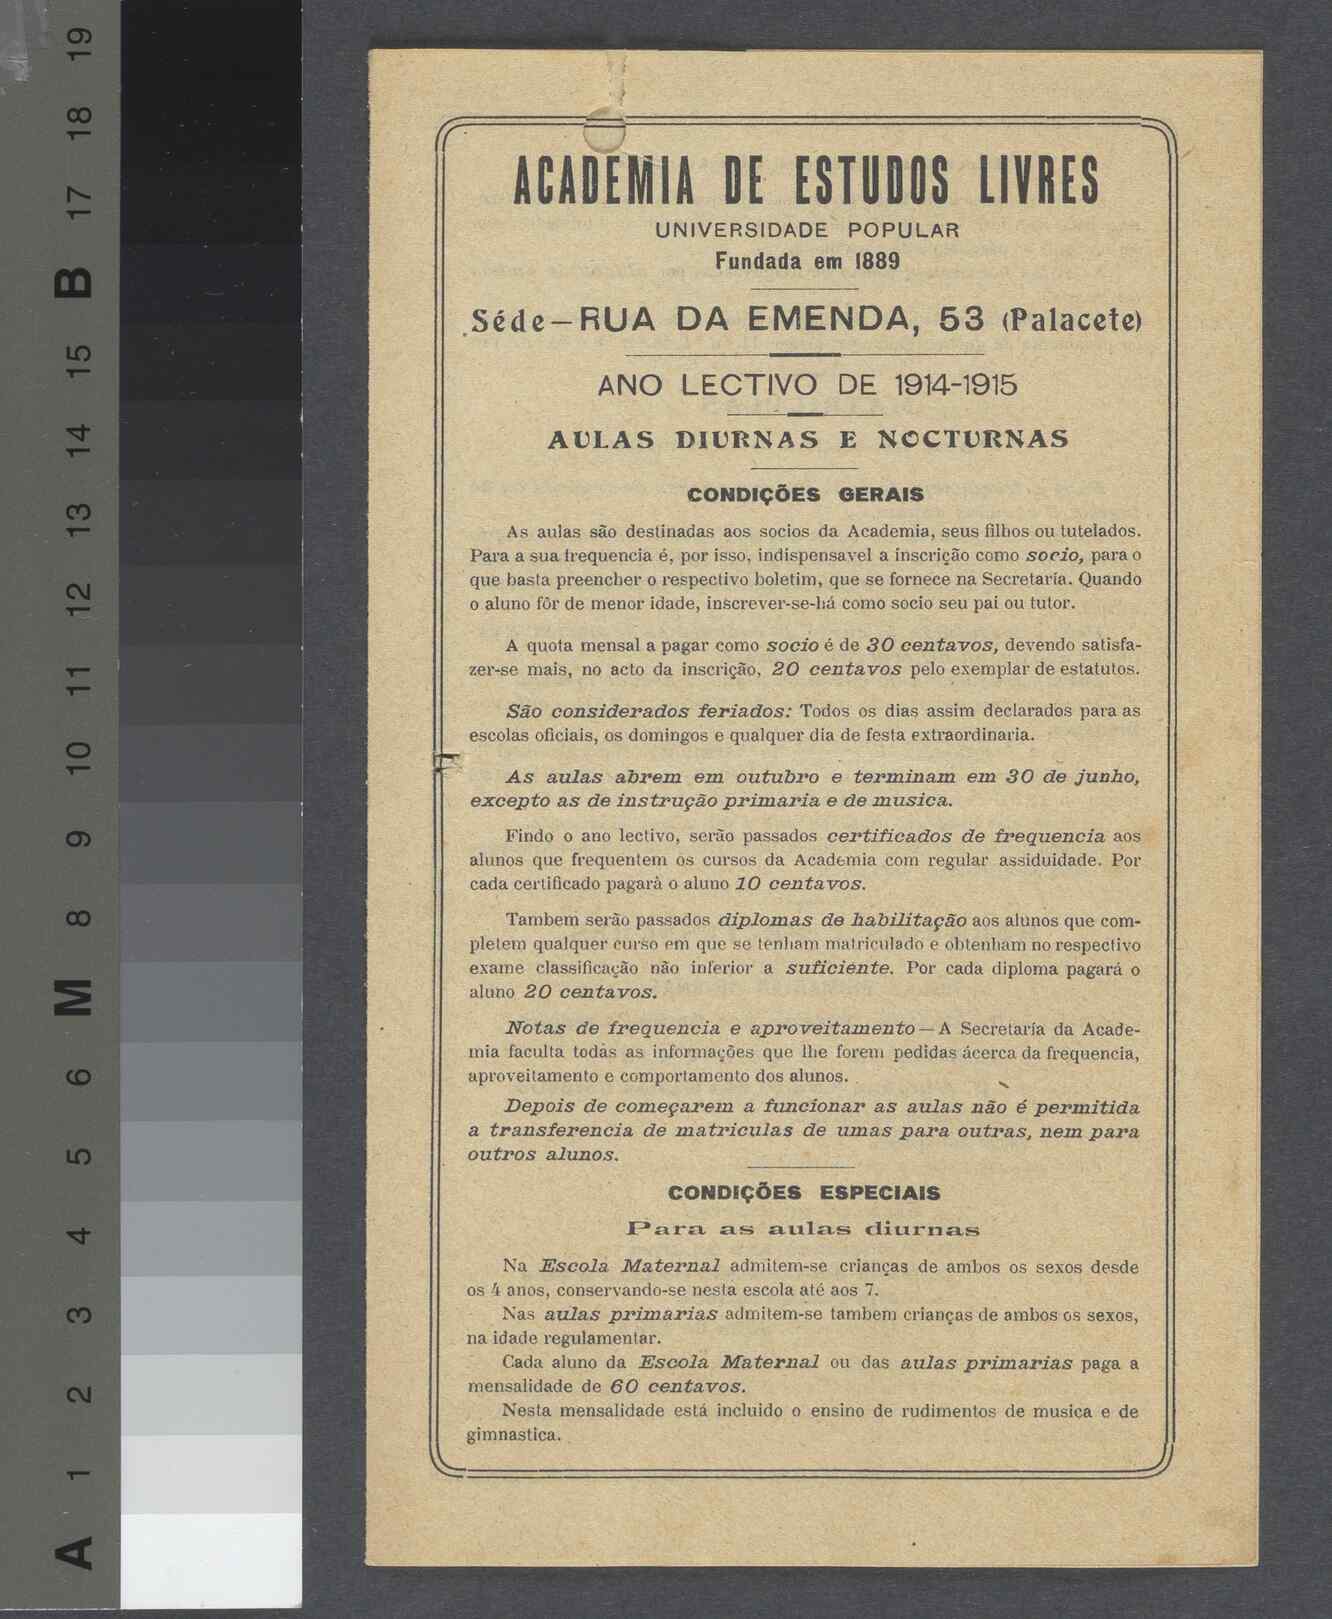 ACADEMIA DE ESTUDOS LIVRES
UNIVERSIDADE POPULAR
Fundada em 1889
Séde—RUA DA EMENDA, 53 (Palacete)
ANO LECTIVO DE 1914-1915
AULAS DIURNAS E NOCTURNAS
CONDIÇÕES GERAIS
As aulas são destinadas aos socios da Academia, seus filhos ou tutelados.
Para a sua frequencia é, por isso, indispensavel a inscrição como socio, para o
que basta preencher o respectivo boletim, que se fornece na Secretaría. Quando
o aluno fôr de menor idade, inscrever-se-há como socio seu pai ou tutor.
A quota mensal a pagar como socio é de 30 centavos, devendo satisfa-
zer-se mais, no acto da inscrição, 20 centavos pelo exemplar de estatutos.
São considerados feriados: Todos os dias assim declarados para as
escolas oficiais, os domingos e qualquer dia de festa extraordinaria.
As aulas abrem em outubro e terminam em 30 de junho,
excepto as de instrução primaria e de musica.
Findo o ano lectivo, serão passados certificados de frequencia aos
alunos que frequentem os cursos da Academia com regular assiduidade. Por
cada certificado pagará o aluno 10 centavos.
Tambem serão passados diplomas de habilitação aos alunos que com-
pletem qualquer curso em que se tenham matriculado e obtenham no respectivo
exame classificação não inferior a suficiente. Por cada diploma pagará o
aluno 20 centavos.
Notas de frequencia e aproveitamento—A Secretaría da Acade-
mia faculta todas as informações que lhe forem pedidas ácerca da frequencia,
aproveitamento e comportamento dos alunos.
Depois de começarem a funcionar as aulas não é permitida
a transferencia de matriculas de umas para outras, nem para
outros alunos.
CONDIÇÕES ESPECIAIS
Para as aulas diurnas
Na Escola Maternal admitem-se crianças de ambos os sexos desde
os 4 anos, conservando-se nesta escola até aos 7.
Nas aulas primarias admitem-se tambem crianças de ambos os sexos,
na idade regulamentar.
Cada aluno da Escola Maternal ou das aulas primarias paga a
mensalidade de 60 centavos.
Nesta mensalidade está incluido o ensino de rudimentos de musica e de
gimnastica.
A 1 2 3 4 5 6 M 8 9 10 11 12 13 14 15 B 17 18 19